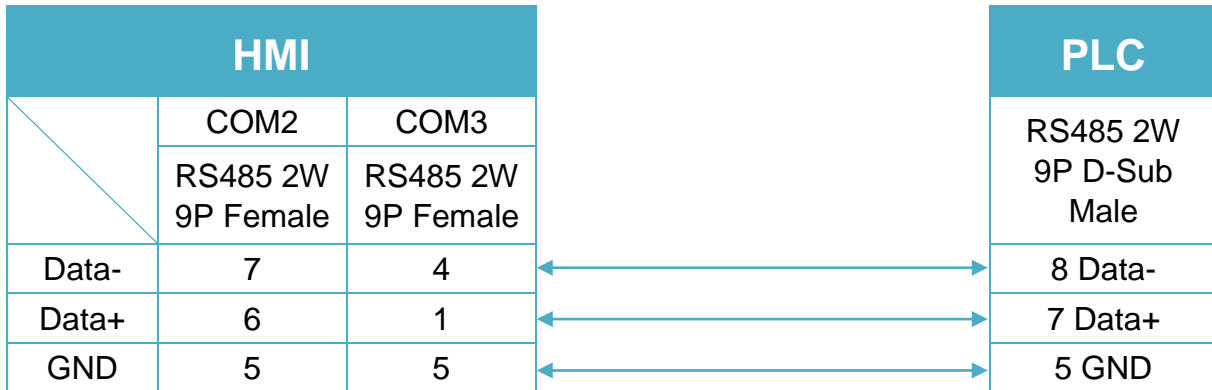 HMI
PLC
COM2
COM3
RS485 2W
9P Female
RS485 2W
9P Female
RS485 2W
9P D-Sub
Male
Data-
7
4
8 Data-
Data+
6
1
7 Data+
GND
5
5
5 GND